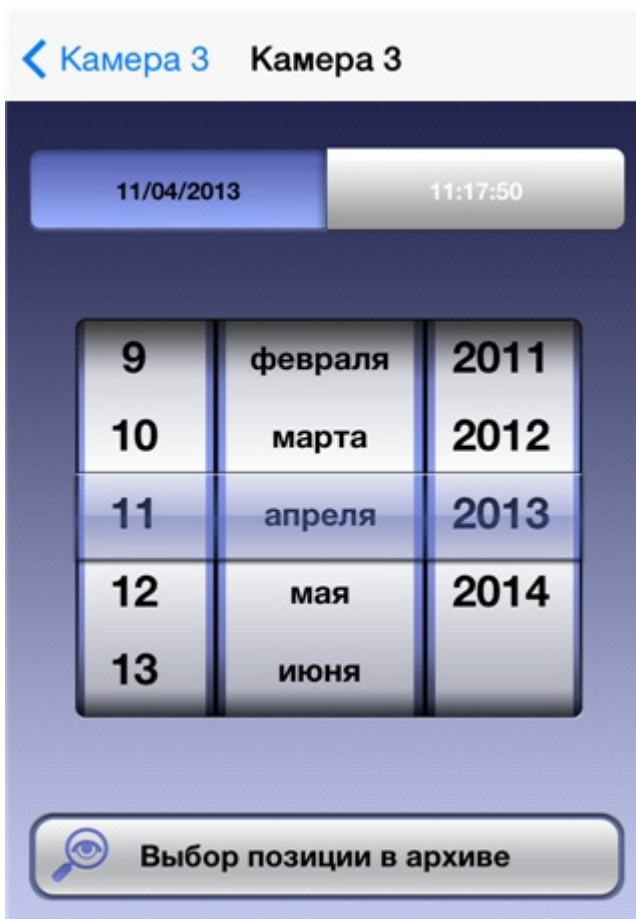 Камера 3 Камера 3
11/04/2013 11:17:50
9 февраля 2011
10 марта 2012
11 апреля 2013
12 мая 2014
13 июня
Выбор позиции в архиве